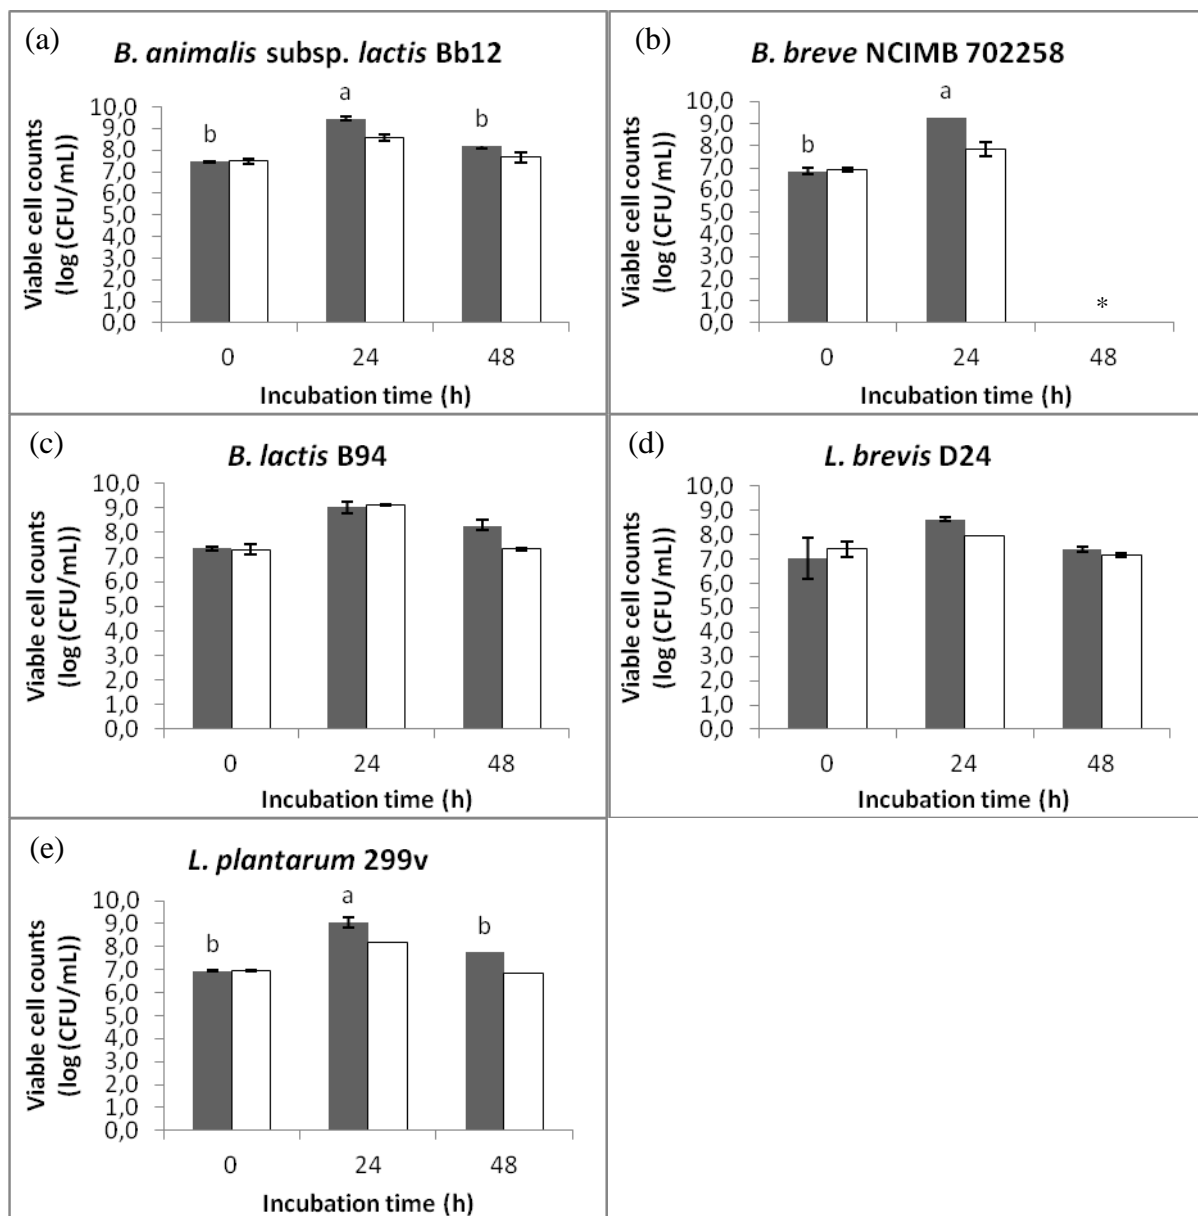 (a)
B. animalis subsp. lactis Bb12
Viable cell counts
(log (CFU/mL))
10,0
9,0
8,0
7,0
6,0
5,0
4,0
3,0
2,0
1,0
0,0
b
a
b
0 24 48
Incubation time (h)
(b)
B. breve NCIMB 702258
Viable cell counts
(log (CFU/mL))
10,0
9,0
8,0
7,0
6,0
5,0
4,0
3,0
2,0
1,0
0,0
b
a
*
0 24 48
Incubation time (h)
(c)
B. lactis B94
Viable cell counts
(log (CFU/mL))
10,0
9,0
8,0
7,0
6,0
5,0
4,0
3,0
2,0
1,0
0,0
0 24 48
Incubation time (h)
(d)
L. brevis D24
Viable cell counts
(log (CFU/mL))
10,0
9,0
8,0
7,0
6,0
5,0
4,0
3,0
2,0
1,0
0,0
0 24 48
Incubation time (h)
(e)
L. plantarum 299v
Viable cell counts
(log (CFU/mL))
10,0
9,0
8,0
7,0
6,0
5,0
4,0
3,0
2,0
1,0
0,0
b
a
b
0 24 48
Incubation time (h)